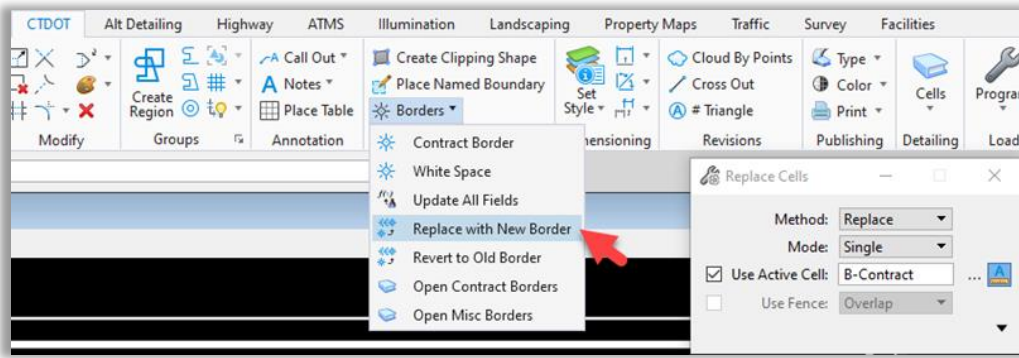 CTDOT Alt Detailing Highway ATMS Illumination Landscaping Property Maps Traffic Survey Facilities
Call Out Create Clipping Shape Cloud By Points Type
Create Region A Notes Place Named Boundary Set Style Cross Out Color Cells
Place Table Borders A # Triangle Print
Modify Groups Annotation Dimensioning Revisions Publishing Detailing Load
Contract Border
White Space
Update All Fields
Replace with New Border
Revert to Old Border
Open Contract Borders
Open Misc Borders
Replace Cells
Method: Replace
Mode: Single
Use Active Cell: B-Contract ... A
Use Fence: Overlap